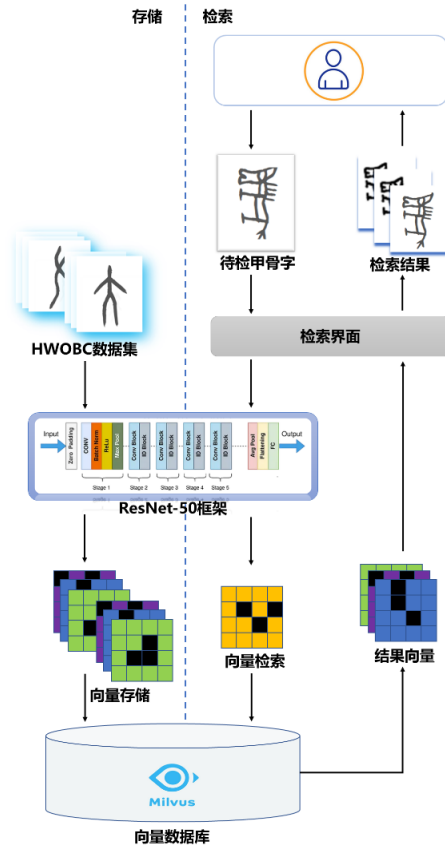 存储
检索
待检甲骨字
检索结果
HWOBC数据集
检索界面
Input
Zero Padding
CONV
Batch Norm
ReLu
Max Pool
Conv Block
ID Block
Conv Block
ID Block
Conv Block
ID Block
Conv Block
ID Block
Avg Pool
Flattening
FC
Output
Stage 1
Stage 2
Stage 3
Stage 4
Stage 5
ResNet-50框架
向量存储
向量检索
结果向量
Milvus
向量数据库